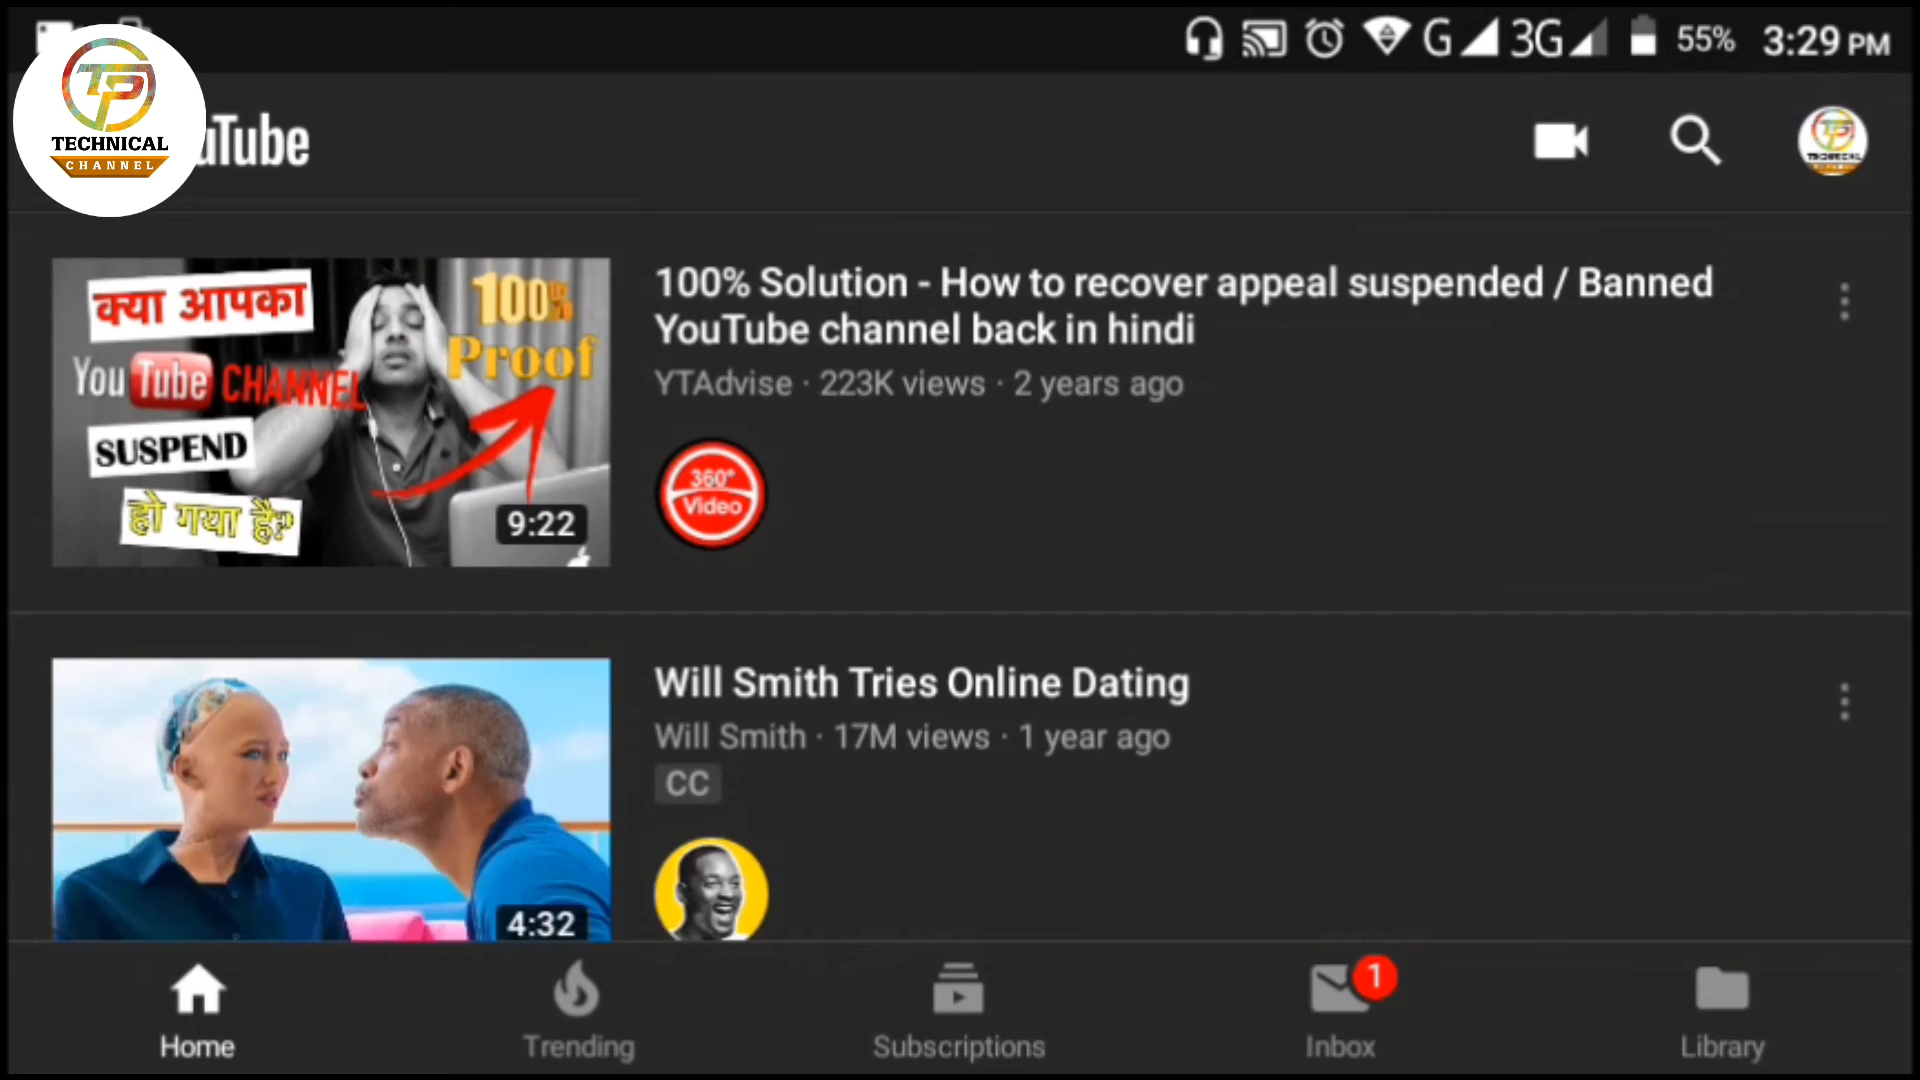 G 3G 55% 3:29 PM
TP
TECHNICAL
CHANNEL
uTube
क्या आपका
YouTube CHANNEL
SUSPEND
हो गया है?
100%
Proof
9:22
100% Solution - How to recover appeal suspended / Banned
YouTube channel back in hindi
YTAdvise · 223K views · 2 years ago
360°
Video
4:32
Will Smith Tries Online Dating
Will Smith · 17M views · 1 year ago
CC
1
Home Trending Subscriptions Inbox Library